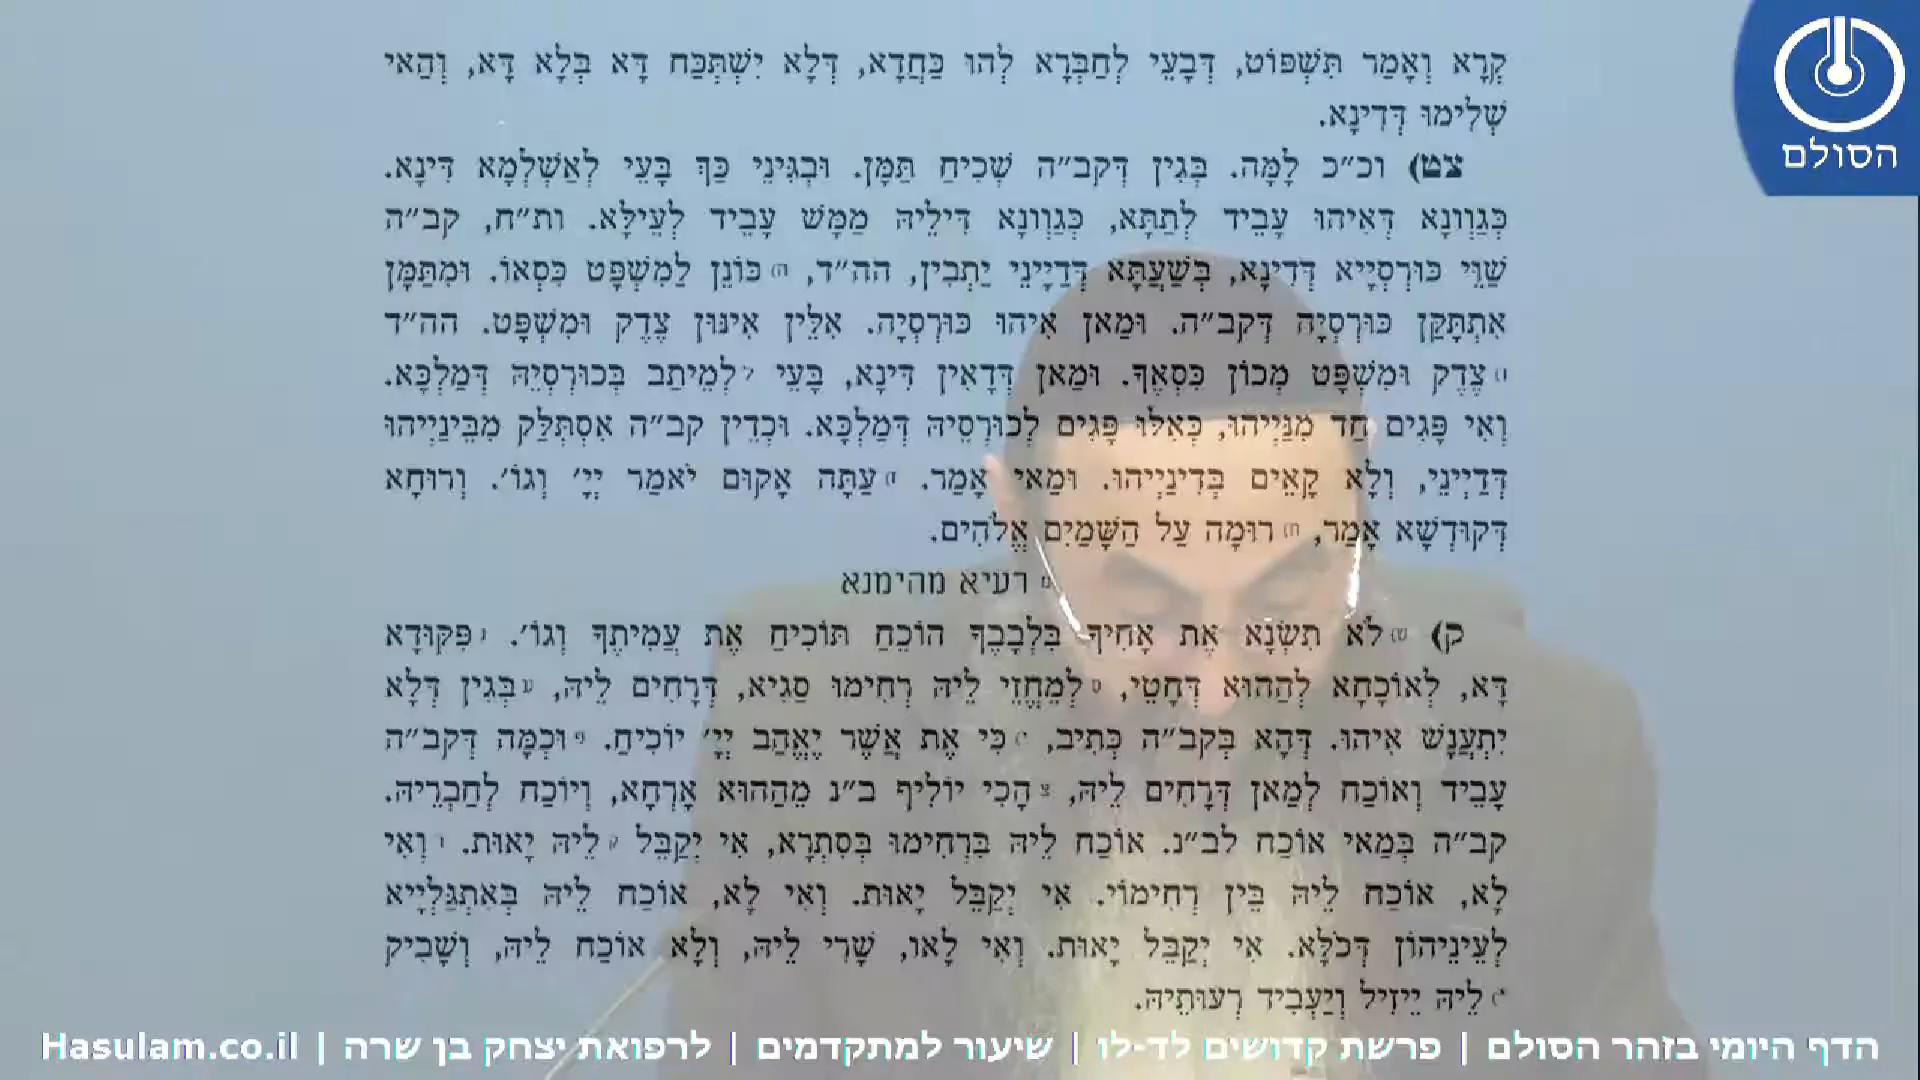 קְרָא וְאָמַר תִּשְׁפּוֹט, דְּבָעֵי לְחַבְּרָא לְהוּ כַּחֲדָא, דְּלָא יִשְׁתְּכַּח דָּא בְּלָא דָּא, וְהַאי
שְׁלִימוּ דְּדִינָא.
צט) וכ״כ לָמָּה. בְּגִין דְּקב״ה שְׁכִיחַ תַּמָּן. וּבְגִּינֵי כַּךְ בָּעֵי לְאַשְׁלְמָא דִּינָא.
כְּגַוְונָא דְּאִיהוּ עָבֵיד לְתַתָּא, כְּגַוְונָא דִּילֵיהּ מַמָּשׁ עָבֵיד לְעֵילָּא. ות״ח, קב״ה
שַׁוֵּי כּוּרְסְיָיא דְּדִינָא, בְּשַׁעֲתָּא דְּדַיָּינֵי יַתְבִין, הה״ד, כּוֹנֵן לַמִּשְׁפָּט כִּסְאוֹ. וּמִתַּמָּן
אִתְתָּקַּן כּוּרְסְיָה דְּקב״ה. וּמַאן אִיהוּ כּוּרְסְיָה. אִלֵּין אִינּוּן צֶדֶק וּמִשְׁפָּט. הה״ד
צֶדֶק וּמִשְׁפָּט מְכוֹן כִּסְאֶךָ. וּמַאן דְּדָאִין דִּינָא, בָּעֵי לְמֵיתַב בְּכוּרְסְיֵהּ דְּמַלְכָּא.
וְאִי פָּגִים חַד מִנַּיְיהוּ, כְּאִלּוּ פָּגִים לְכוּרְסֵיהּ דְּמַלְכָּא. וּכְדֵין קב״ה אִסְתְּלַּק מִבֵּינַיְיהוּ
דְּדַיְינֵי, וְלָא קָאֵים בְּדִינַיְיהוּ. וּמַאי אָמַר. עַתָּה אָקוּם יֹאמַר יְיָ׳ וְגוֹ׳. וְרוּחָא
דְּקוּדְשָׁא אָמַר, רוּמָה עַל הַשָּׁמַיִם אֱלֹהִים.
רעיא מהימנא
ק) לֹא תִשְׂנָא אֶת אָחִיךָ בִּלְבָבֶךָ הוֹכֵחַ תּוֹכִיחַ אֶת עֲמִיתֶךָ וְגוֹ׳. פִּקּוּדָא
דָּא, לְאוֹכָחָא לְהַהוּא דְּחָטֵי, לְמֶחֱזֵי לֵיהּ רְחִימוּ סַגִיא, דְּרָחִים לֵיהּ, בְּגִין דְּלָא
יִתְעֲנָשׁ אִיהוּ. דְּהָא בְּקב״ה כְּתִיב, כִּי אֶת אֲשֶׁר יֶאֱהַב יְיָ׳ יוֹכִיחַ. וּכְמָה דְּקב״ה
עָבֵיד וְאוֹכַח לְמַאן דְּרָחִים לֵיהּ, הָכִי יוֹלִיף ב״נ מֵהַהוּא אָרְחָא, וְיוֹכַח לְחַבְרֵיהּ.
קב״ה בְּמַאי אוֹכַח לב״נ. אוֹכַח לֵיהּ בִּרְחִימוּ בְּסִתְרָא, אִי יְקַבֵּל לֵיהּ יָאוּת. וְאִי
לָא, אוֹכַח לֵיהּ בֵּין רְחִימוֹי. אִי יְקַבֵּל יָאוּת. וְאִי לָא, אוֹכַח לֵיהּ בְּאִתְגַּלְּיָיא
לְעֵינֵיהוֹן דְּכֹלָּא. אִי יְקַבֵּל יָאוּת. וְאִי לָאו, שָׁרֵי לֵיהּ, וְלָא אוֹכַח לֵיהּ, וְשָׁבִיק
לֵיהּ יֵיזִיל וְיַעְבִיד רְעוּתֵיהּ.
הסולם
הדף היומי בזהר הסולם | פרשת קדושים לד-לו | שיעור למתקדמים | לרפואת יצחק בן שרה | Hasulam.co.il